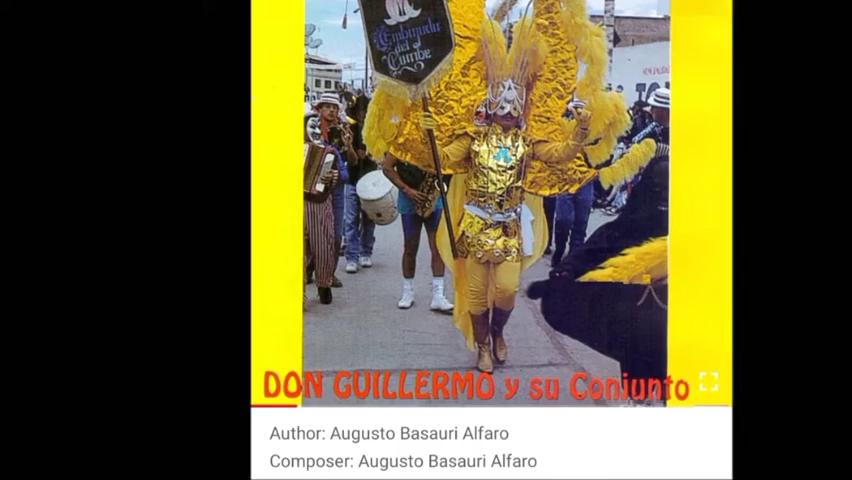 Embajada
del
Caribe
DON GUILLERMO y su Conjunto
Author: Augusto Basauri Alfaro
Composer: Augusto Basauri Alfaro